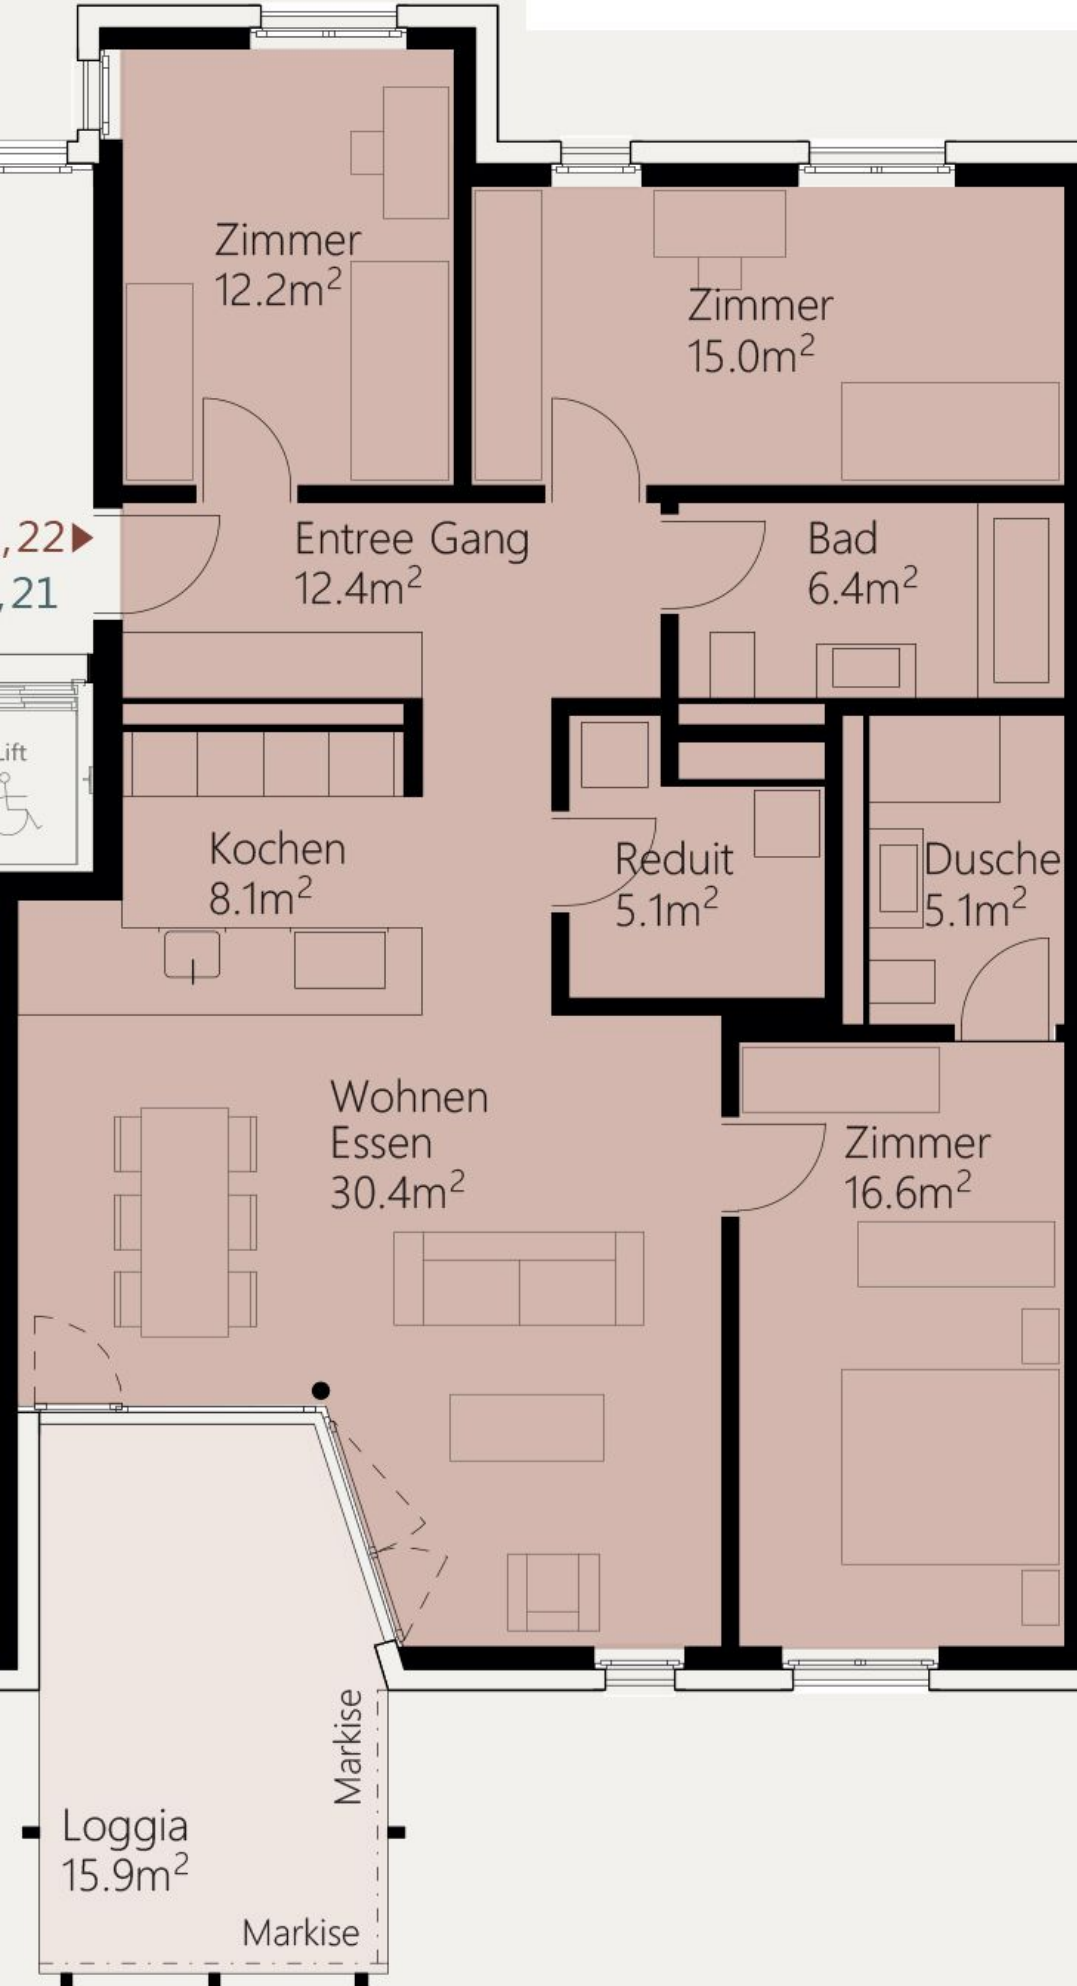 Zimmer
12.2m²
Zimmer
15.0m²
,22
,21
Entree Gang
12.4m²
Bad
6.4m²
Lift
Kochen
8.1m²
Reduit
5.1m²
Dusche
5.1m²
Wohnen
Essen
30.4m²
Zimmer
16.6m²
Markise
Loggia
15.9m²
Markise